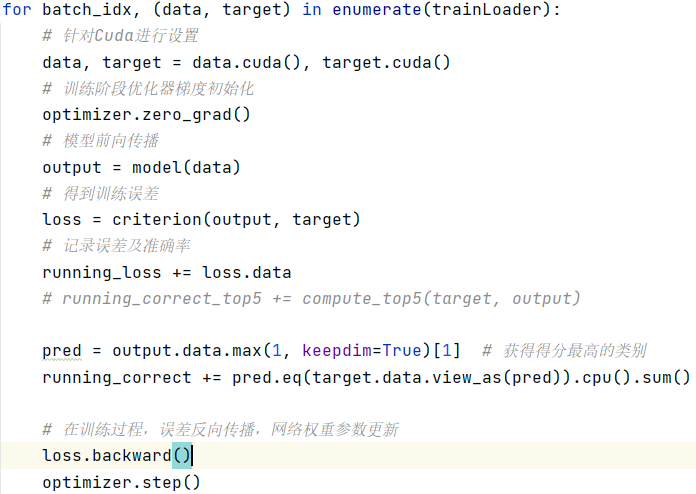 for batch_idx, (data, target) in enumerate(trainLoader):
# 针对Cuda进行设置
data, target = data.cuda(), target.cuda()
# 训练阶段优化器梯度初始化
optimizer.zero_grad()
# 模型前向传播
output = model(data)
# 得到训练误差
loss = criterion(output, target)
# 记录误差及准确率
running_loss += loss.data
# running_correct_top5 += compute_top5(target, output)
pred = output.data.max(1, keepdim=True)[1]  # 获得得分最高的类别
running_correct += pred.eq(target.data.view_as(pred)).cpu().sum()
# 在训练过程，误差反向传播，网络权重参数更新
loss.backward()
optimizer.step()